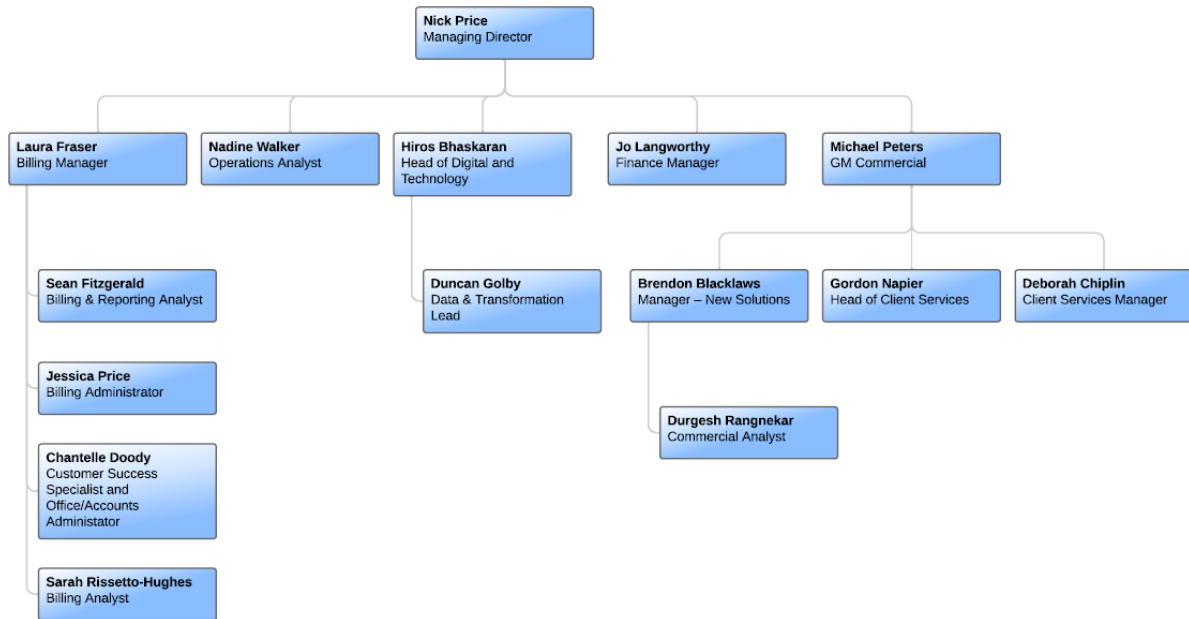 Nick Price
Managing Director
Laura Fraser
Billing Manager
Nadine Walker
Operations Analyst
Hiros Bhaskaran
Head of Digital and
Technology
Jo Langworthy
Finance Manager
Michael Peters
GM Commercial
Sean Fitzgerald
Billing & Reporting Analyst
Duncan Golby
Data & Transformation
Lead
Brendon Blacklaws
Manager – New Solutions
Gordon Napier
Head of Client Services
Deborah Chiplin
Client Services Manager
Jessica Price
Billing Administrator
Durgesh Rangnekar
Commercial Analyst
Chantelle Doody
Customer Success
Specialist and
Office/Accounts
Administator
Sarah Rissetto-Hughes
Billing Analyst